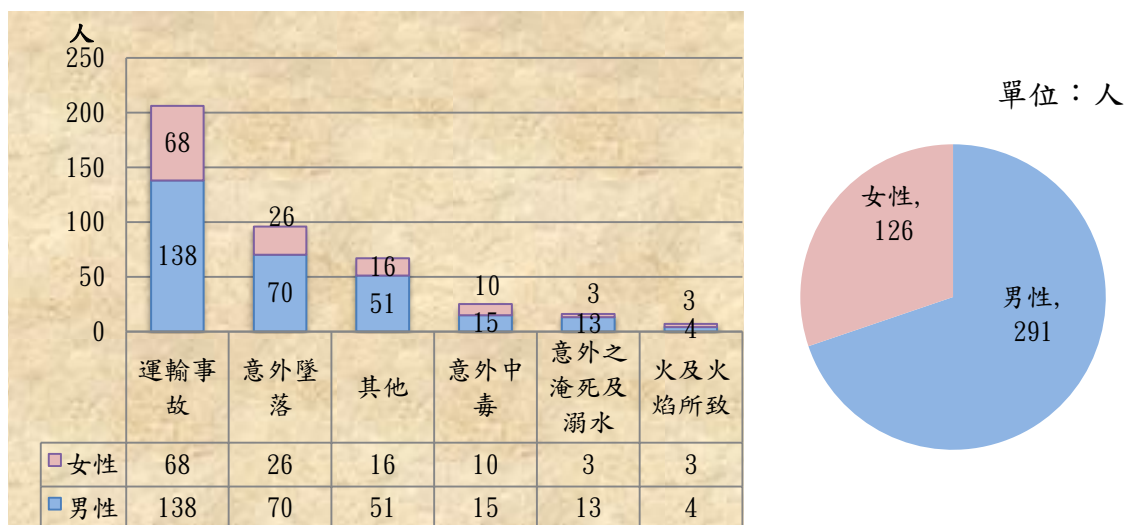 人
250
200
150
100
50
0
68
138
26
70
16
51
10
15
3
13
3
4
運輸事
故
意外墜
落
其他
意外中
毒
意外之
淹死及
溺水
火及火
焰所致
女性 68 26 16 10 3 3
男性 138 70 51 15 13 4
單位：人
女性,
126
男性,
291